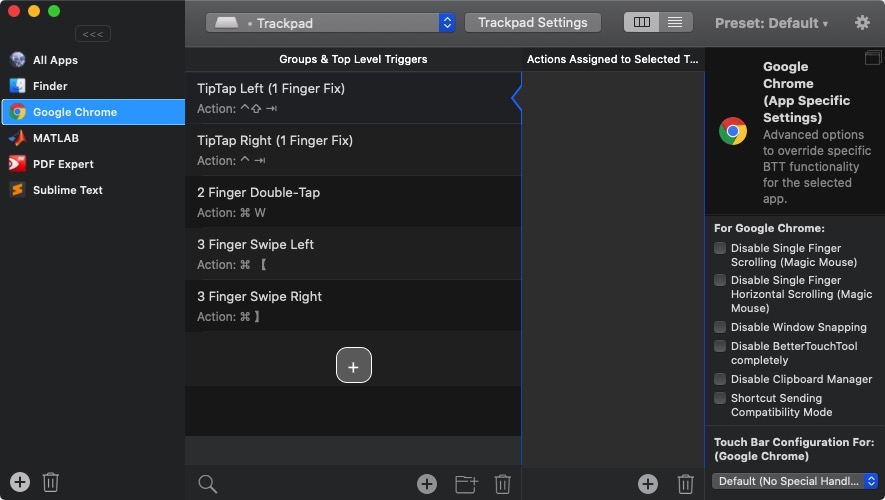 <<<
All Apps
Finder
Google Chrome
MATLAB
PDF Expert
Sublime Text
• Trackpad
Trackpad Settings
Preset: Default ▾
Groups & Top Level Triggers
Actions Assigned to Selected T...
TipTap Left (1 Finger Fix)
Action: ^⇧ ⇥
TipTap Right (1 Finger Fix)
Action: ^ ⇥
2 Finger Double-Tap
Action: ⌘ W
3 Finger Swipe Left
Action: ⌘ 【
3 Finger Swipe Right
Action: ⌘ 】
+
Google
Chrome
(App Specific
Settings)
Advanced options
to override specific
BTT functionality
for the selected
app.
For Google Chrome:
Disable Single Finger
Scrolling (Magic Mouse)
Disable Single Finger
Horizontal Scrolling (Magic
Mouse)
Disable Window Snapping
Disable BetterTouchTool
completely
Disable Clipboard Manager
Shortcut Sending
Compatibility Mode
Touch Bar Configuration For:
(Google Chrome)
Default (No Special Handl...